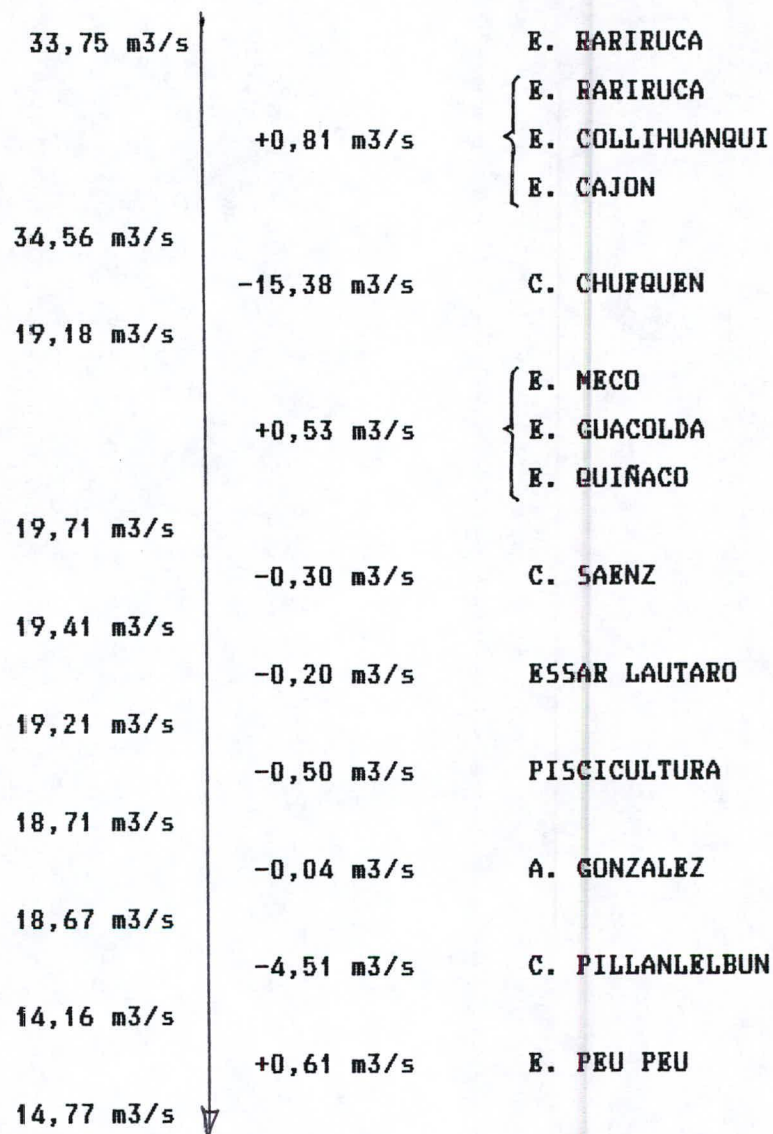 33,75 m3/s E. RARIRUCA
E. RARIRUCA
+0,81 m3/s E. COLLIHUANQUI
E. CAJON
34,56 m3/s
-15,38 m3/s C. CHUFQUEN
19,18 m3/s
E. MECO
+0,53 m3/s E. GUACOLDA
E. QUIÑACO
19,71 m3/s
-0,30 m3/s C. SAENZ
19,41 m3/s
-0,20 m3/s ESSAR LAUTARO
19,21 m3/s
-0,50 m3/s PISCICULTURA
18,71 m3/s
-0,04 m3/s A. GONZALEZ
18,67 m3/s
-4,51 m3/s C. PILLANLELBUN
14,16 m3/s
+0,61 m3/s E. PEU PEU
14,77 m3/s